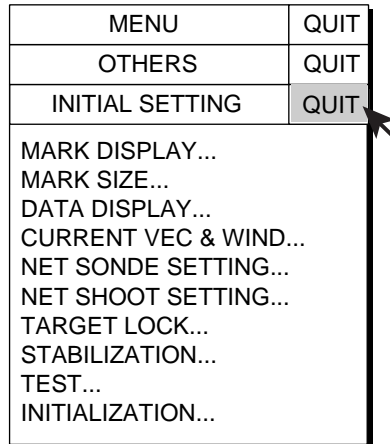 MENU QUIT
OTHERS QUIT
INITIAL SETTING QUIT
MARK DISPLAY...
MARK SIZE...
DATA DISPLAY...
CURRENT VEC & WIND...
NET SONDE SETTING...
NET SHOOT SETTING...
TARGET LOCK...
STABILIZATION...
TEST...
INITIALIZATION...